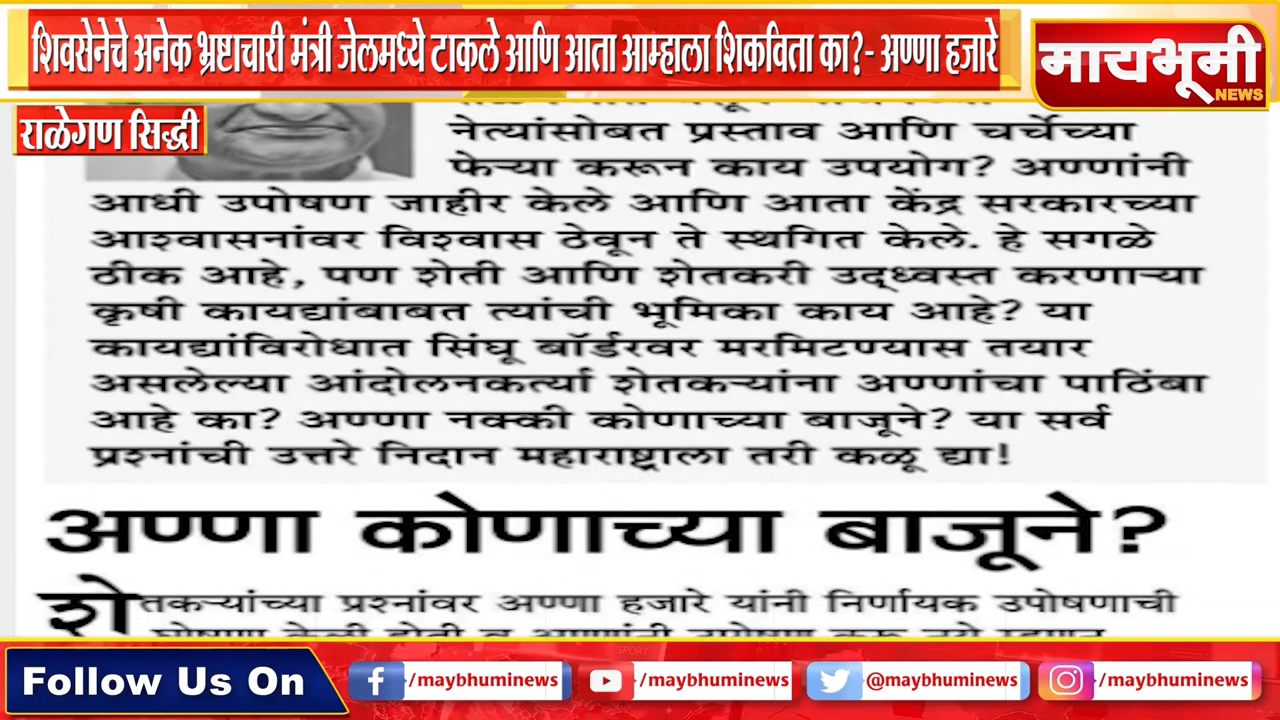 शिवसेनेचे अनेक भ्रष्टाचारी मंत्री जेलमध्ये टाकले आणि आता आम्हाला शिकविता का?- अण्णा हजारे
मायभूमी
NEWS
राळेगण सिद्धी
नेत्यांसोबत प्रस्ताव आणि चर्चेच्या
फेऱ्या करून काय उपयोग? अण्णांनी
आधी उपोषण जाहीर केले आणि आता केंद्र सरकारच्या
आश्वासनांवर विश्वास ठेवून ते स्थगित केले. हे सगळे
ठीक आहे, पण शेती आणि शेतकरी उद्ध्वस्त करणाऱ्या
कृषी कायद्यांबाबत त्यांची भूमिका काय आहे? या
कायद्यांविरोधात सिंघू बॉर्डरवर मरमिटण्यास तयार
असलेल्या आंदोलनकर्त्या शेतकऱ्यांना अण्णांचा पाठिंबा
आहे का? अण्णा नक्की कोणाच्या बाजूने? या सर्व
प्रश्नांची उत्तरे निदान महाराष्ट्राला तरी कळू द्या!
अण्णा कोणाच्या बाजूने?
शेतकऱ्यांच्या प्रश्नांवर अण्णा हजारे यांनी निर्णायक उपोषणाची
Follow Us On
/maybhuminews
/maybhuminews
@maybhuminews
/maybhuminews